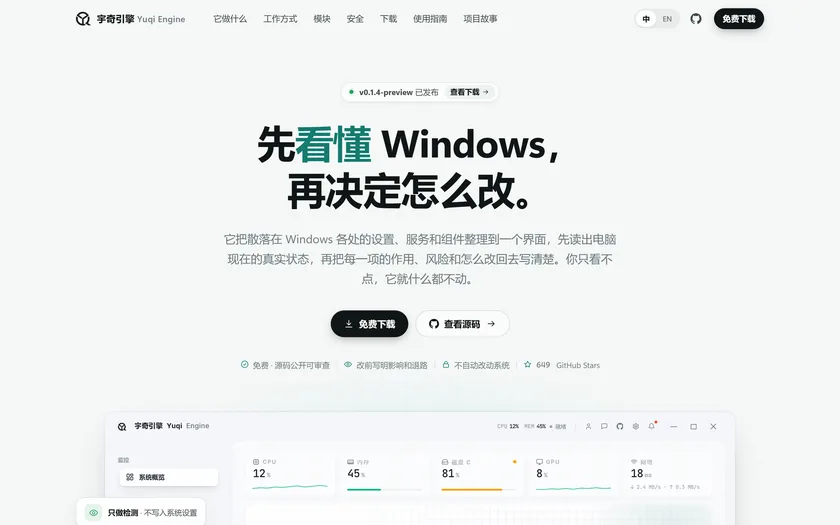 宇奇引擎 Yuqi Engine 它做什么 工作方式 模块 安全 下载 使用指南 项目故事 中 EN 免费下载
v0.1.4-preview 已发布 查看下载 →
先看懂 Windows，
再决定怎么改。
它把散落在 Windows 各处的设置、服务和组件整理到一个界面，先读出电脑
现在的真实状态，再把每一项的作用、风险和怎么改回去写清楚。你只看不
点，它就什么都不动。
免费下载 查看源码 →
免费 · 源码公开可审查 改前写明影响和退路 不自动改动系统 649 GitHub Stars
宇奇引擎 Yuqi Engine CPU 12% MEM 45%
系统概览
CPU 内存 磁盘 C GPU
12% 45% 81% 8% 18ms
↓ 2.4 MB/s · ↑ 0.3 MB/s
只做检测 · 不写入系统设置